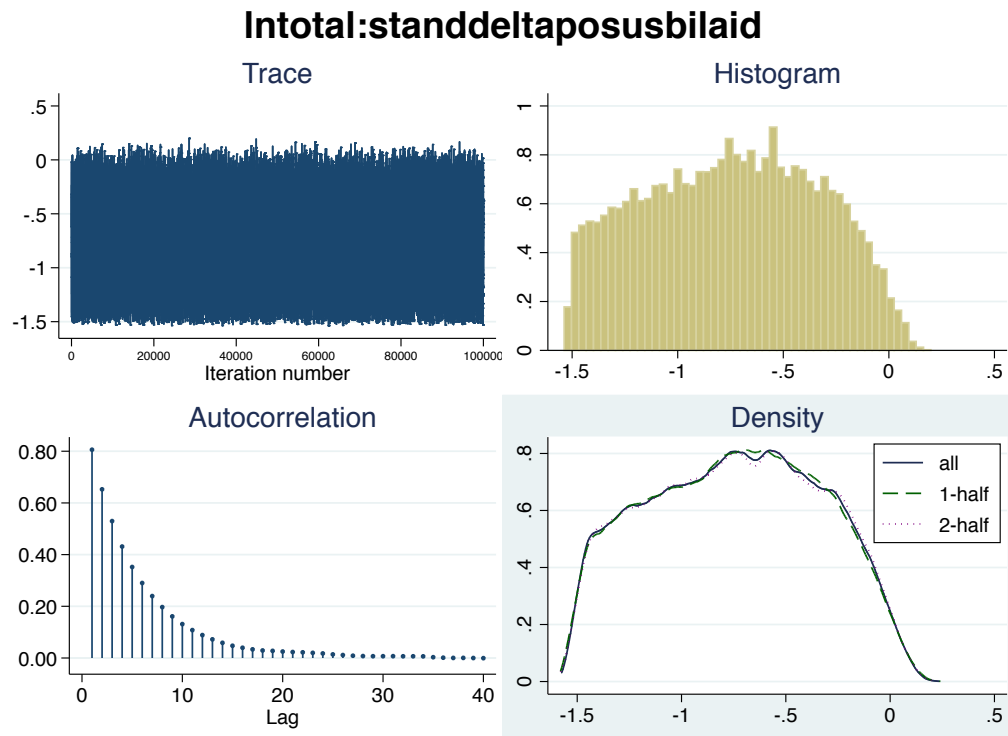 lntotal:standdeltaposusbilaid
Trace
.5
0
-.5
-1
-1.5
0 20000 40000 60000 80000 100000
Iteration number
Histogram
1
.8
.6
.4
.2
0
-1.5 -1 -.5 0 .5
Autocorrelation
0.80
0.60
0.40
0.20
0.00
0 10 20 30 40
Lag
Density
.8
.6
.4
.2
0
-1.5 -1 -.5 0 .5
all
1-half
2-half